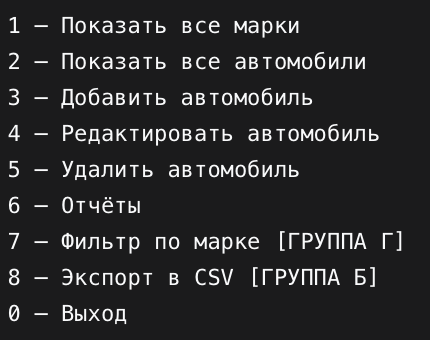 1 — Показать все марки
2 — Показать все автомобили
3 — Добавить автомобиль
4 — Редактировать автомобиль
5 — Удалить автомобиль
6 — Отчёты
7 — Фильтр по марке [ГРУППА Г]
8 — Экспорт в CSV [ГРУППА Б]
0 — Выход